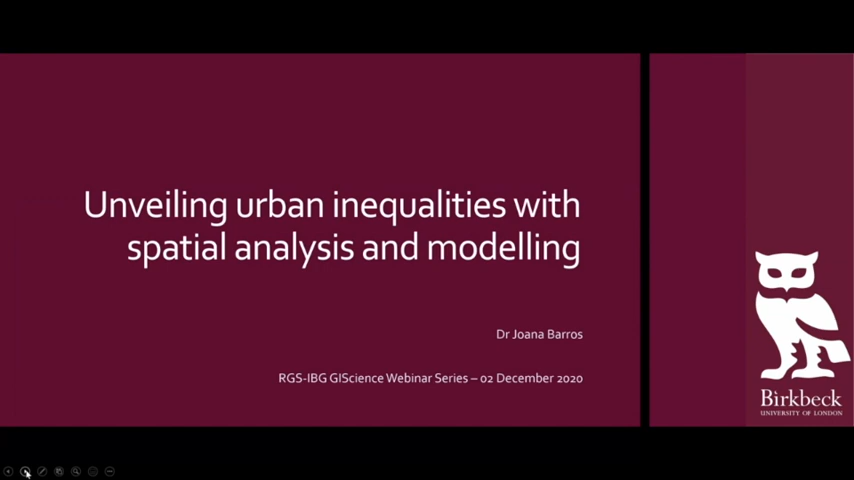 Unveiling urban inequalities with
spatial analysis and modelling
Dr Joana Barros
RGS-IBG GIScience Webinar Series – 02 December 2020
Birkbeck
UNIVERSITY OF LONDON